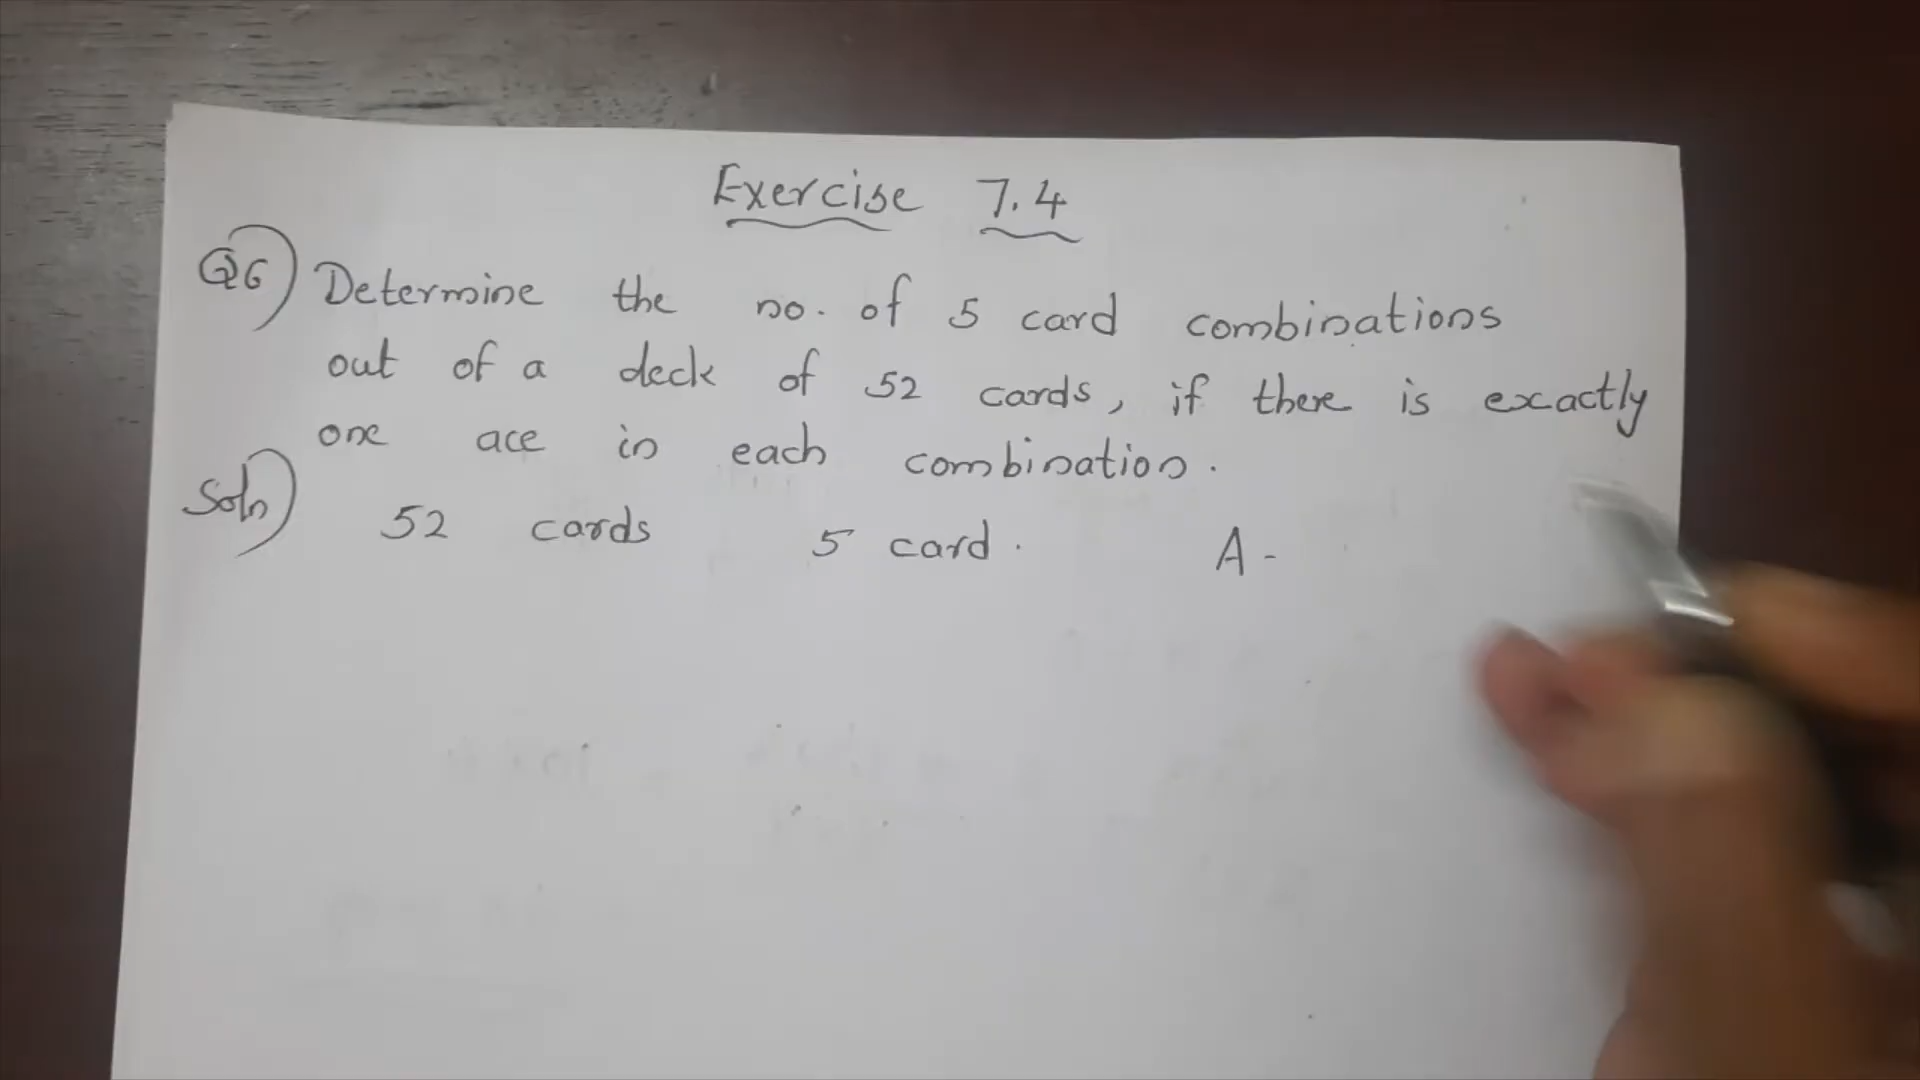 Exercise 7.4
Q6) Determine the no. of 5 card combinations
out of a deck of 52 cards, if there is exactly
one ace in each combination.
Soln) 52 cards 5 card. A -